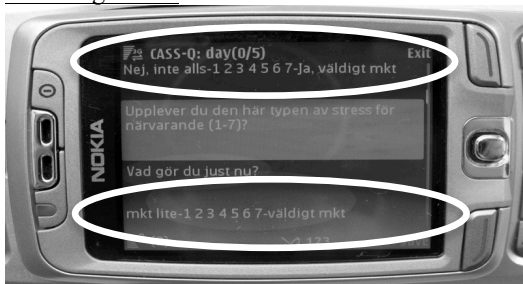 CASS-Q: day(0/5) Exit
Nej, inte alls-1 2 3 4 5 6 7-Ja, väldigt mkt
Upplever du den här typen av stress för
närvarande (1-7)?
NOKIA
Vad gör du just nu?
mkt lite-1 2 3 4 5 6 7-väldigt mkt